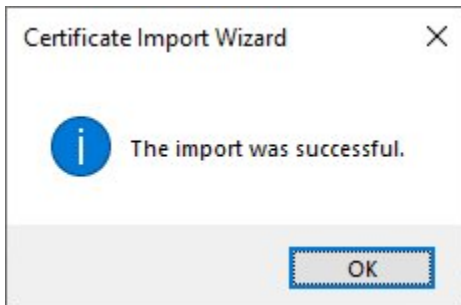 Certificate Import Wizard
The import was successful.
OK